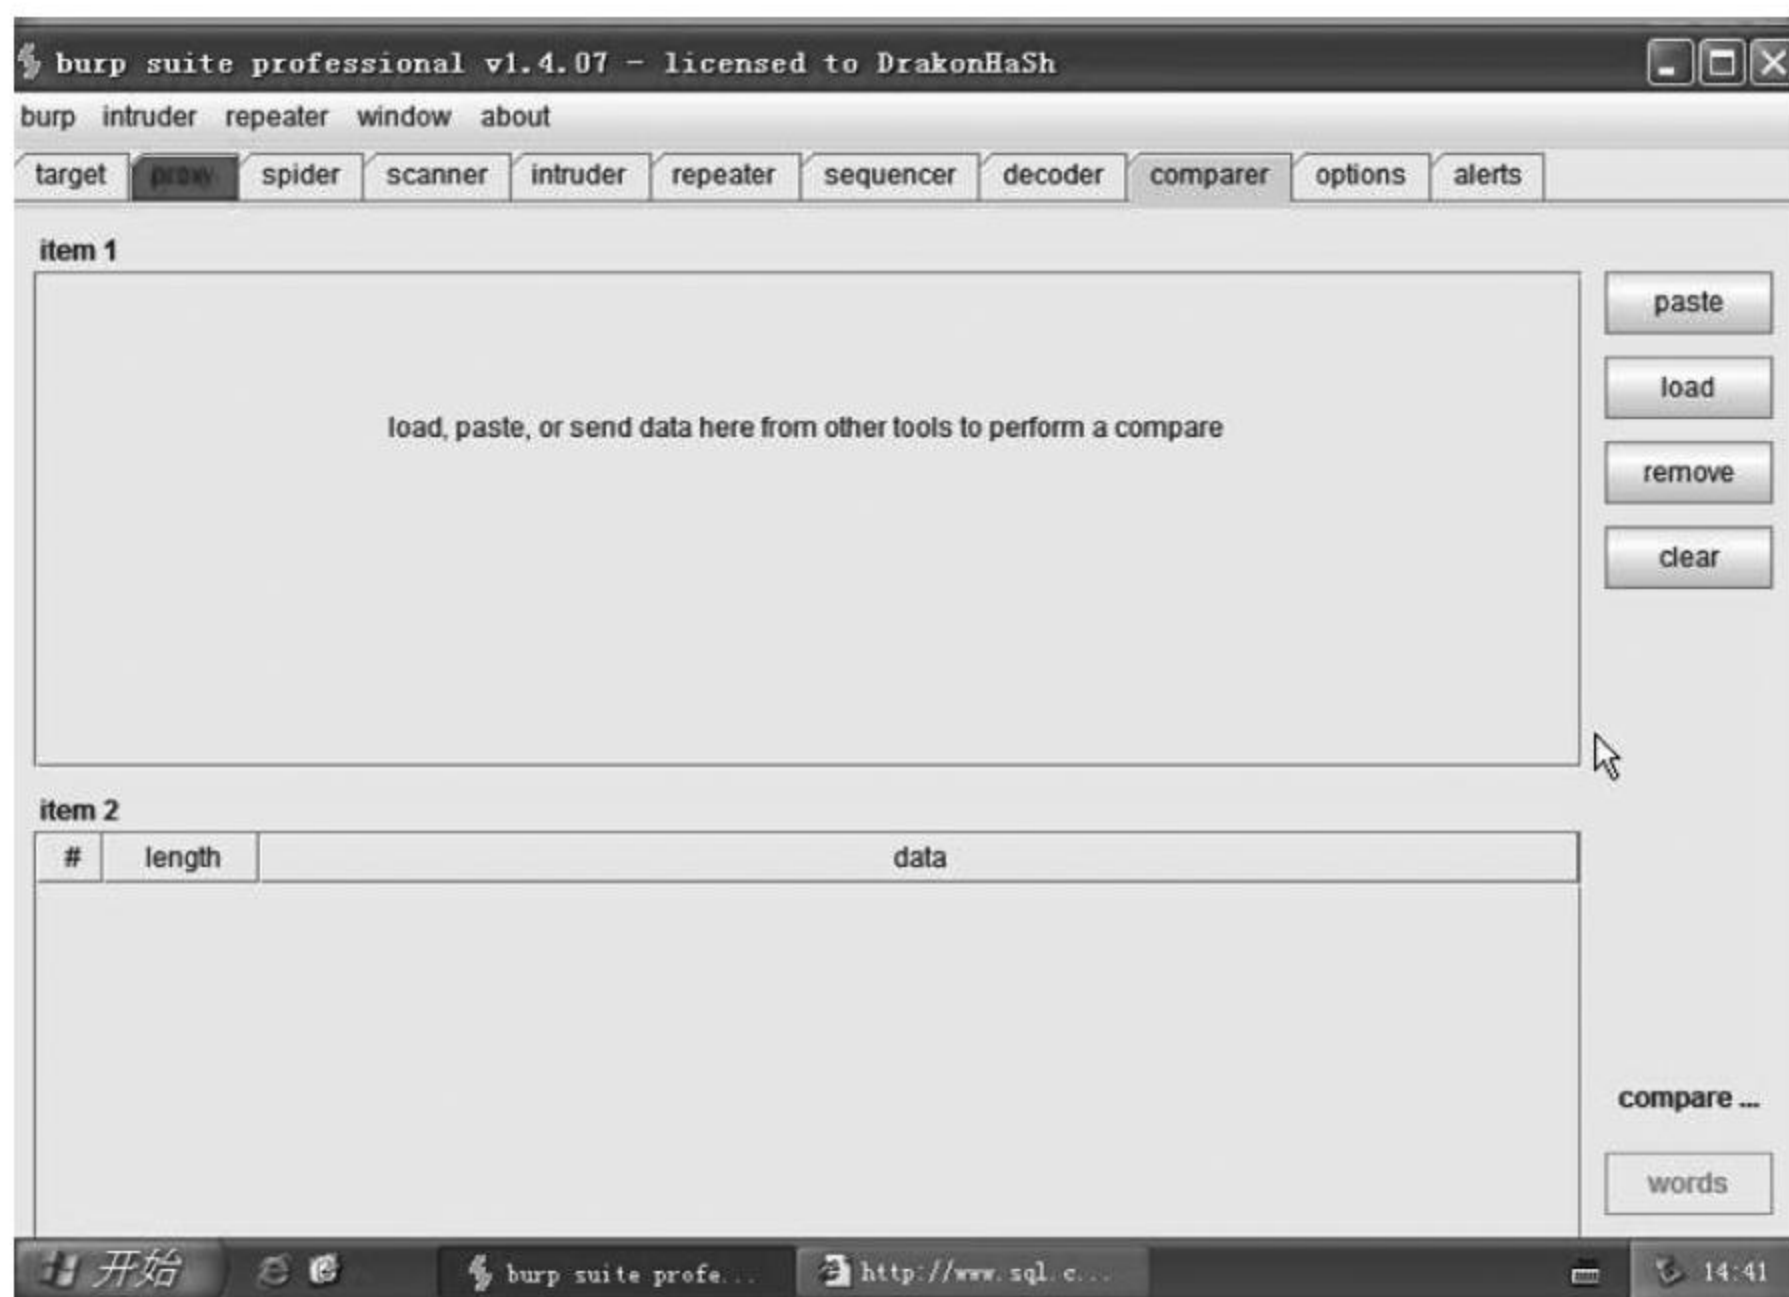 burp suite professional v1.4.07 - licensed to DrakonHaSh
burp intruder repeater window about
target proxy spider scanner intruder repeater sequencer decoder comparer options alerts
item 1
load, paste, or send data here from other tools to perform a compare
paste
load
remove
clear
item 2
# length data
compare ...
words
开始 burp suite profe... http://www.sql.c... 14:41